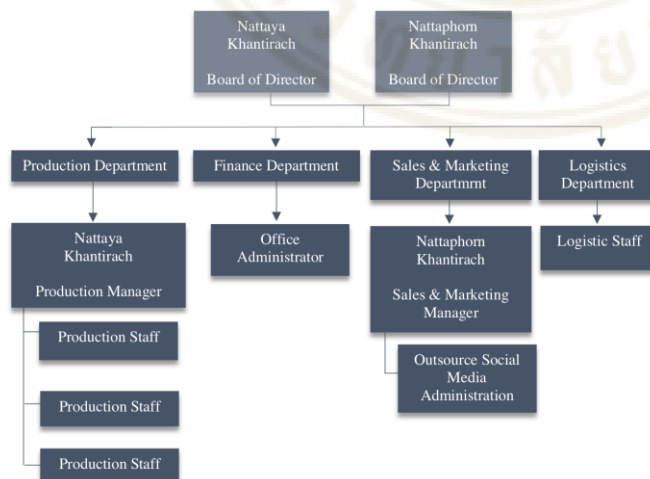 Nattaya
Khantirach
Board of Director
Nattaphorn
Khantirach
Board of Director
Production Department
Finance Department
Sales & Marketing
Departmrnt
Logistics
Department
Nattaya
Khantirach
Production Manager
Office
Administrator
Nattaphorn
Khantirach
Sales & Marketing
Manager
Logistic Staff
Production Staff
Outsource Social
Media
Administration
Production Staff
Production Staff